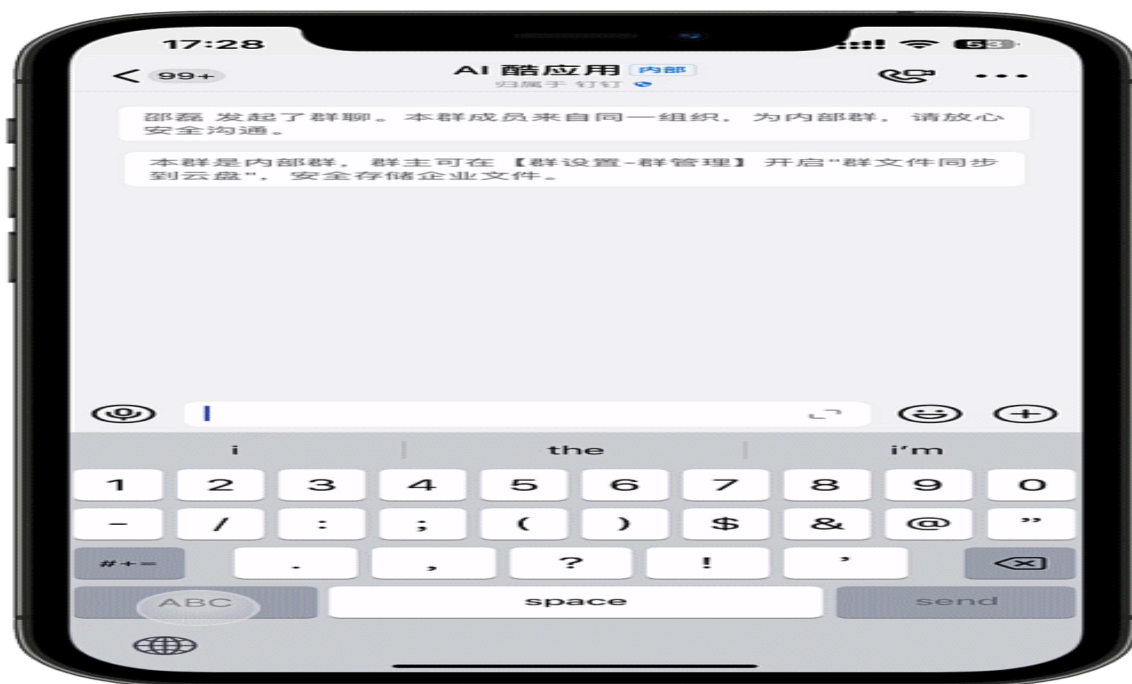 17:28
53
99+
AI 酷应用 内部
归属于 钉钉
邵磊 发起了群聊。本群成员来自同一组织，为内部群，请放心
安全沟通。
本群是内部群，群主可在【群设置-群管理】开启"群文件同步
到云盘"，安全存储企业文件。
i the i'm
1 2 3 4 5 6 7 8 9 0
- / : ; ( ) $ & @ ”
#+= . , ? ! ’
ABC space send